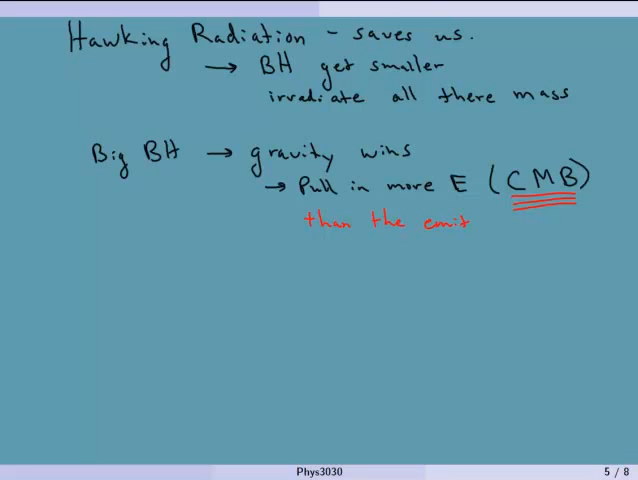 Hawking Radiation - saves us.
→ BH get smaller
irradiate all there mass
Big BH → gravity wins
→ Pull in more E (CMB)
than the emit
Phys3030
5 / 8